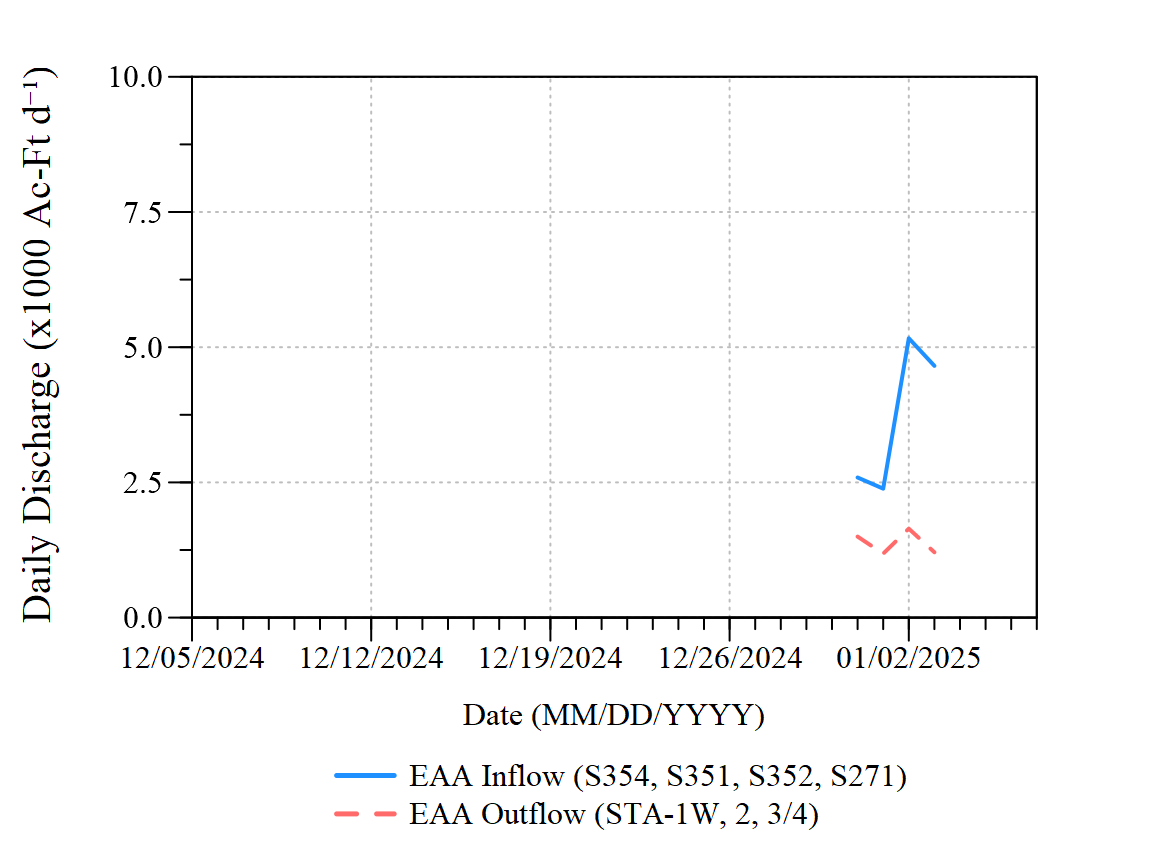 Daily Discharge (x1000 Ac-Ft d⁻¹)
10.0
7.5
5.0
2.5
0.0
12/05/2024 12/12/2024 12/19/2024 12/26/2024 01/02/2025
Date (MM/DD/YYYY)
EAA Inflow (S354, S351, S352, S271)
EAA Outflow (STA-1W, 2, 3/4)